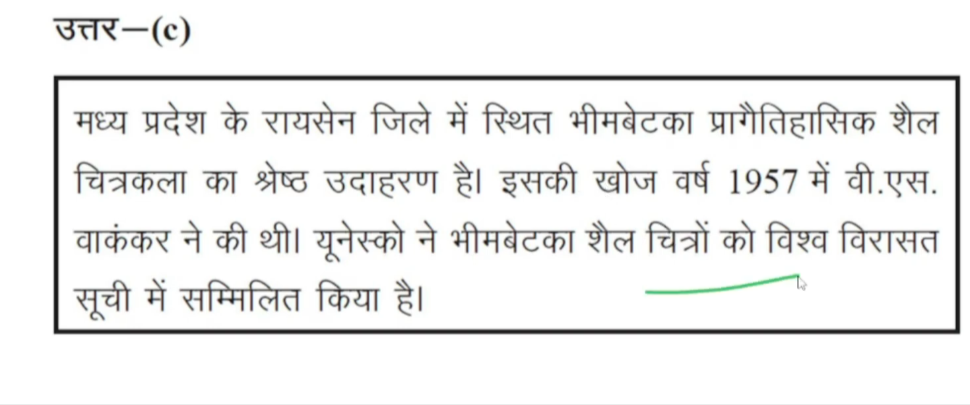 उत्तर–(c)
मध्य प्रदेश के रायसेन जिले में स्थित भीमबेटका प्रागैतिहासिक शैल
चित्रकला का श्रेष्ठ उदाहरण है। इसकी खोज वर्ष 1957 में वी.एस.
वाकंकर ने की थी। यूनेस्को ने भीमबेटका शैल चित्रों को विश्व विरासत
सूची में सम्मिलित किया है।